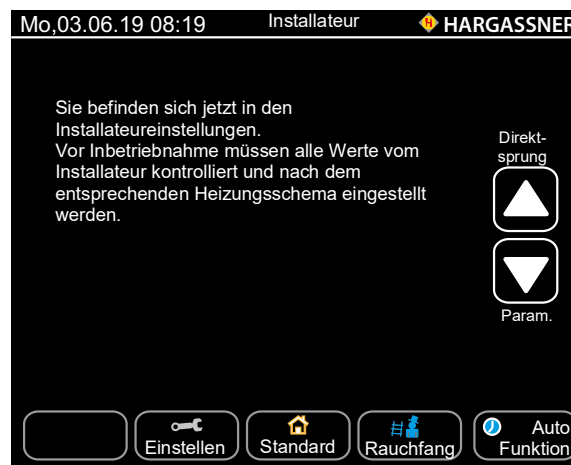 Mo,03.06.19 08:19 Installateur HARGASSNER
Sie befinden sich jetzt in den
Installateureinstellungen.
Vor Inbetriebnahme müssen alle Werte vom
Installateur kontrolliert und nach dem
entsprechenden Heizungsschema eingestellt
werden.
Direkt-
sprung
Param.
Einstellen Standard Rauchfang Auto
Funktion